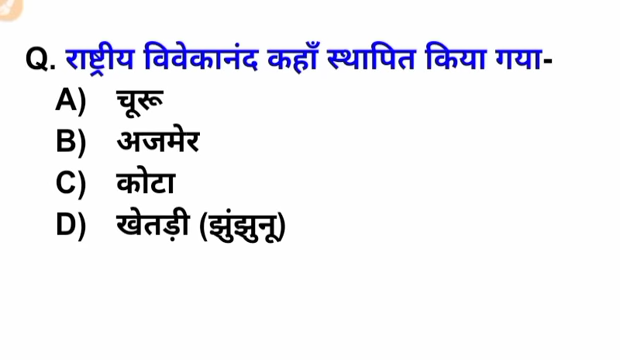 Q. राष्ट्रीय विवेकानंद कहाँ स्थापित किया गया-
A) चूरू
B) अजमेर
C) कोटा
D) खेतड़ी (झुंझुनू)